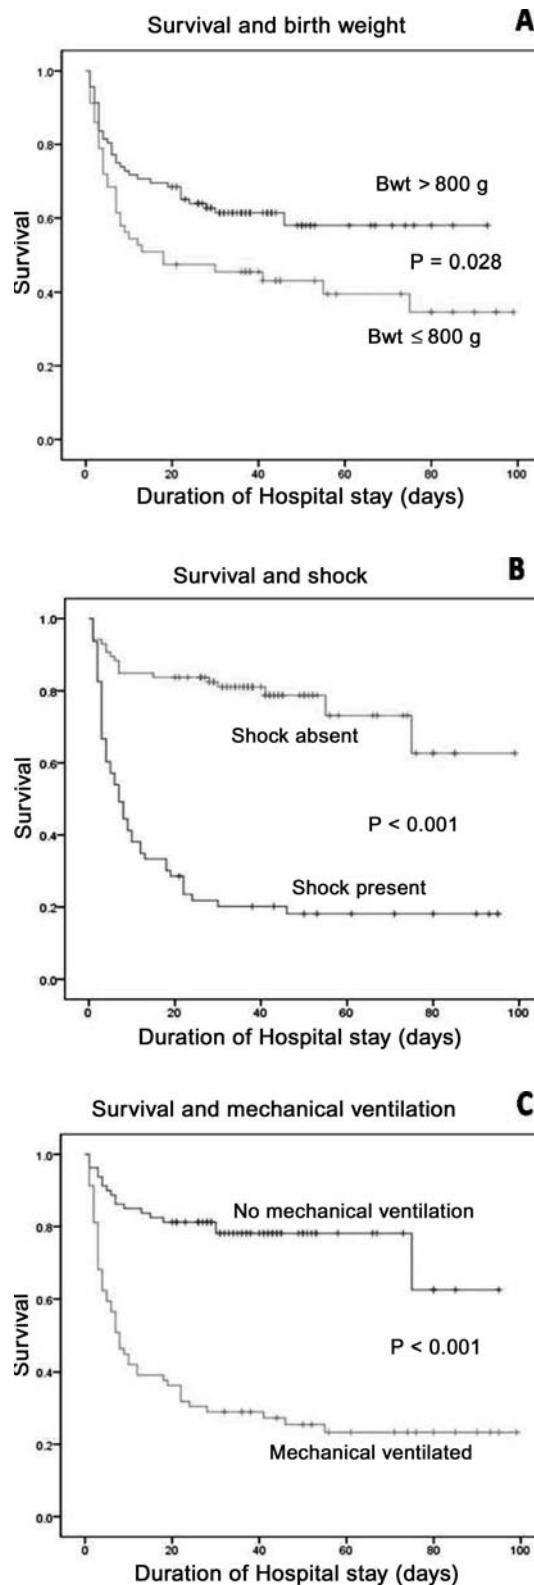 Survival and birth weight A
1.0
0.8
0.6
0.4
0.2
0.0
Survival
Bwt > 800 g
P = 0.028
Bwt ≤ 800 g
0 20 40 60 80 100
Duration of Hospital stay (days)
Survival and shock B
1.0
0.8
0.6
0.4
0.2
0.0
Survival
Shock absent
P < 0.001
Shock present
0 20 40 60 80 100
Duration of Hospital stay (days)
Survival and mechanical ventilation C
1.0
0.8
0.6
0.4
0.2
0.0
Survival
No mechanical ventilation
P < 0.001
Mechanical ventilated
0 20 40 60 80 100
Duration of Hospital stay (days)